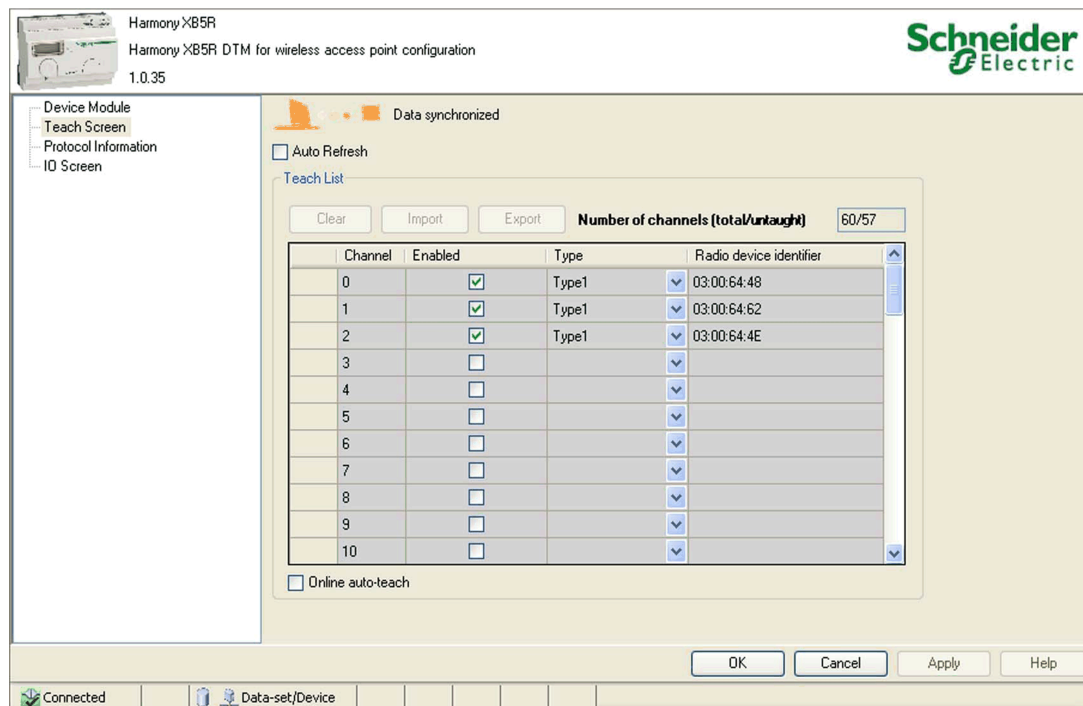 Harmony XB5R
Harmony XB5R DTM for wireless access point configuration
1.0.35
Schneider
Electric
Device Module
Teach Screen
Protocol Information
IO Screen
Data synchronized
Auto Refresh
Teach List
Clear Import Export Number of channels (total/untaught) 60/57
Channel Enabled Type Radio device identifier
0 Type1 03:00:64:48
1 Type1 03:00:64:62
2 Type1 03:00:64:4E
3
4
5
6
7
8
9
10
Online auto-teach
OK Cancel Apply Help
Connected Data-set/Device